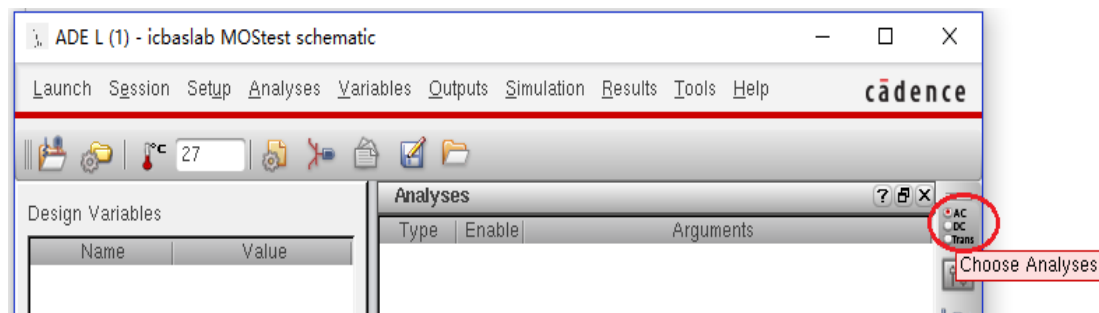 ADE L (1) - icbaslab MOStest schematic
Launch Session Setup Analyses Variables Outputs Simulation Results Tools Help cādence
°C 27
Analyses
Design Variables
Type Enable Arguments
Name Value
AC
DC
Trans
Choose Analyses